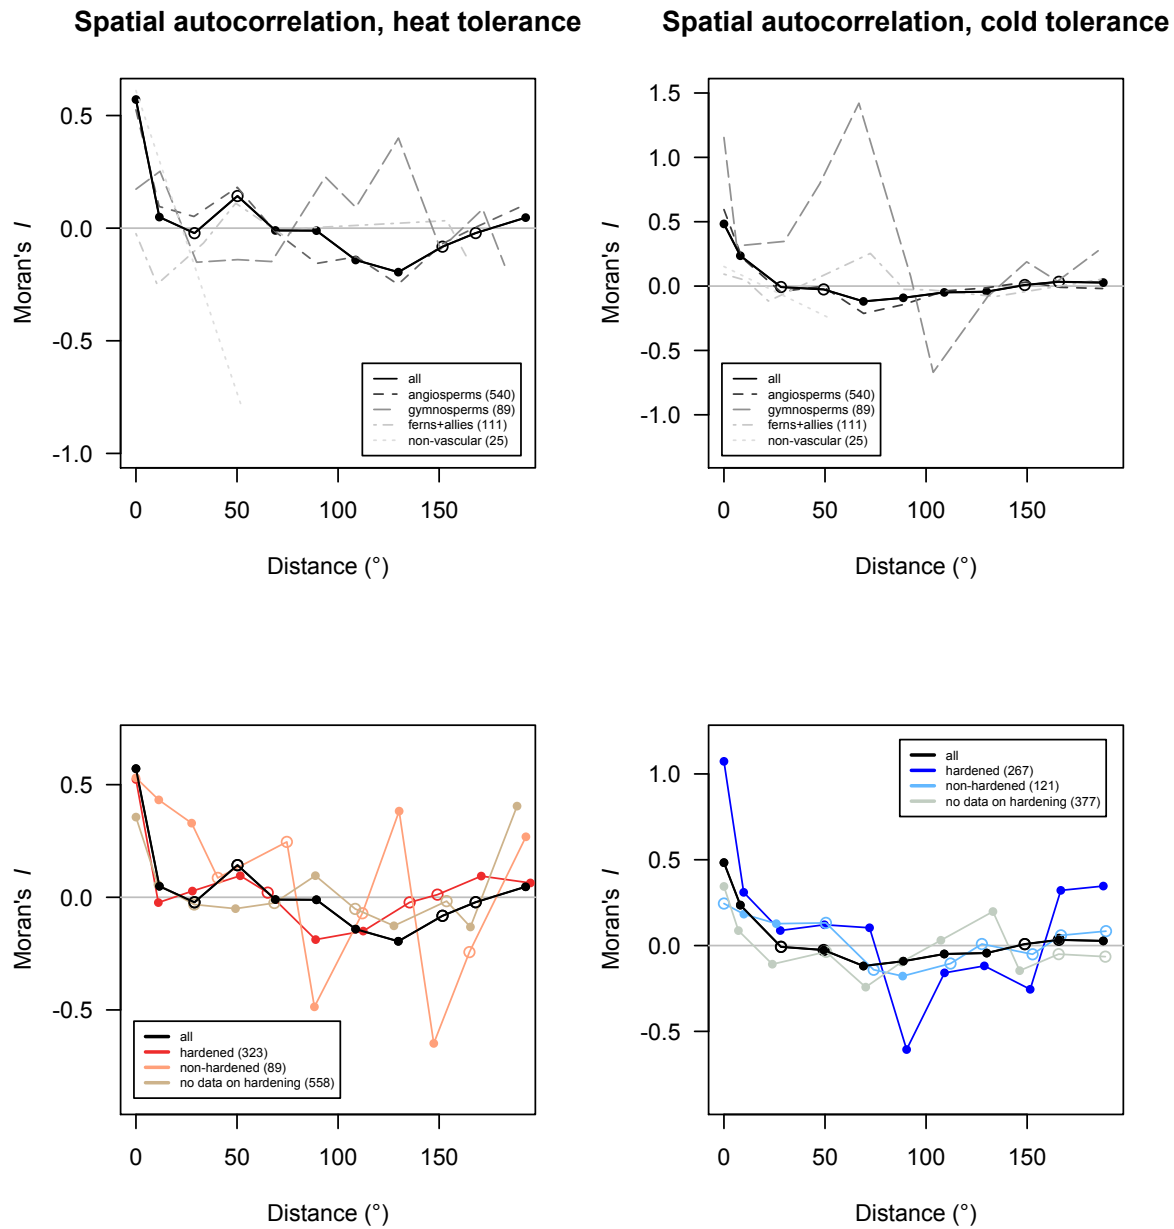 Spatial autocorrelation, heat tolerance
Spatial autocorrelation, cold tolerance
0.5
0.0
-0.5
-1.0
Moran's I
all
angiosperms (540)
gymnosperms (89)
ferns+allies (111)
non-vascular (25)
0 50 100 150
Distance (°)
1.5
1.0
0.5
0.0
-0.5
-1.0
Moran's I
all
angiosperms (540)
gymnosperms (89)
ferns+allies (111)
non-vascular (25)
0 50 100 150
Distance (°)
0.5
0.0
-0.5
Moran's I
all
hardened (323)
non-hardened (89)
no data on hardening (558)
0 50 100 150
Distance (°)
1.0
0.5
0.0
-0.5
Moran's I
all
hardened (267)
non-hardened (121)
no data on hardening (377)
0 50 100 150
Distance (°)